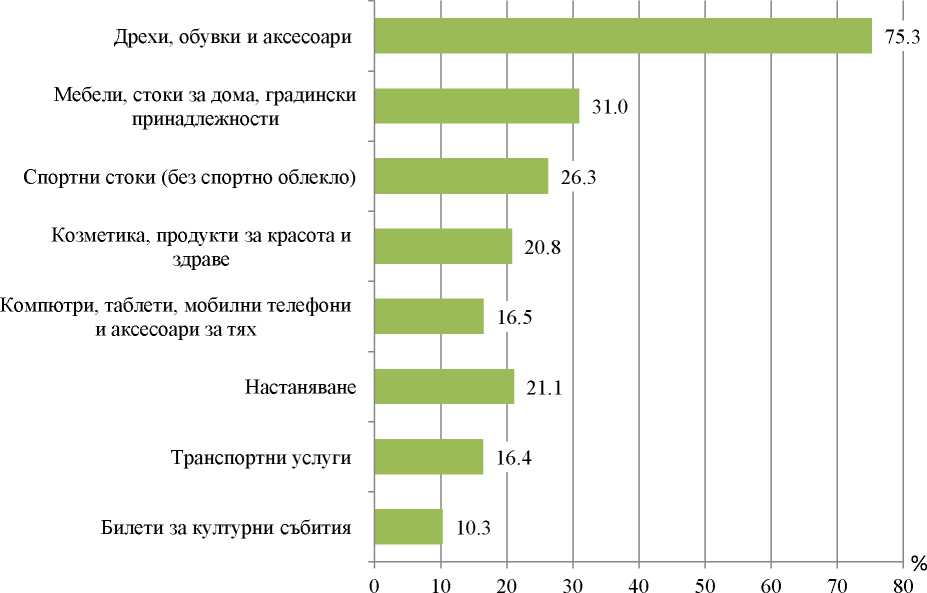 Дрехи, обувки и аксесоари
75.3
Мебели, стоки за дома, градински
принадлежности
31.0
Спортни стоки (без спортно облекло)
26.3
Козметика, продукти за красота и
здраве
20.8
Компютри, таблети, мобилни телефони
и аксесоари за тях
16.5
Настаняване
21.1
Транспортни услуги
16.4
Билети за културни събития
10.3
%
0 10 20 30 40 50 60 70 80